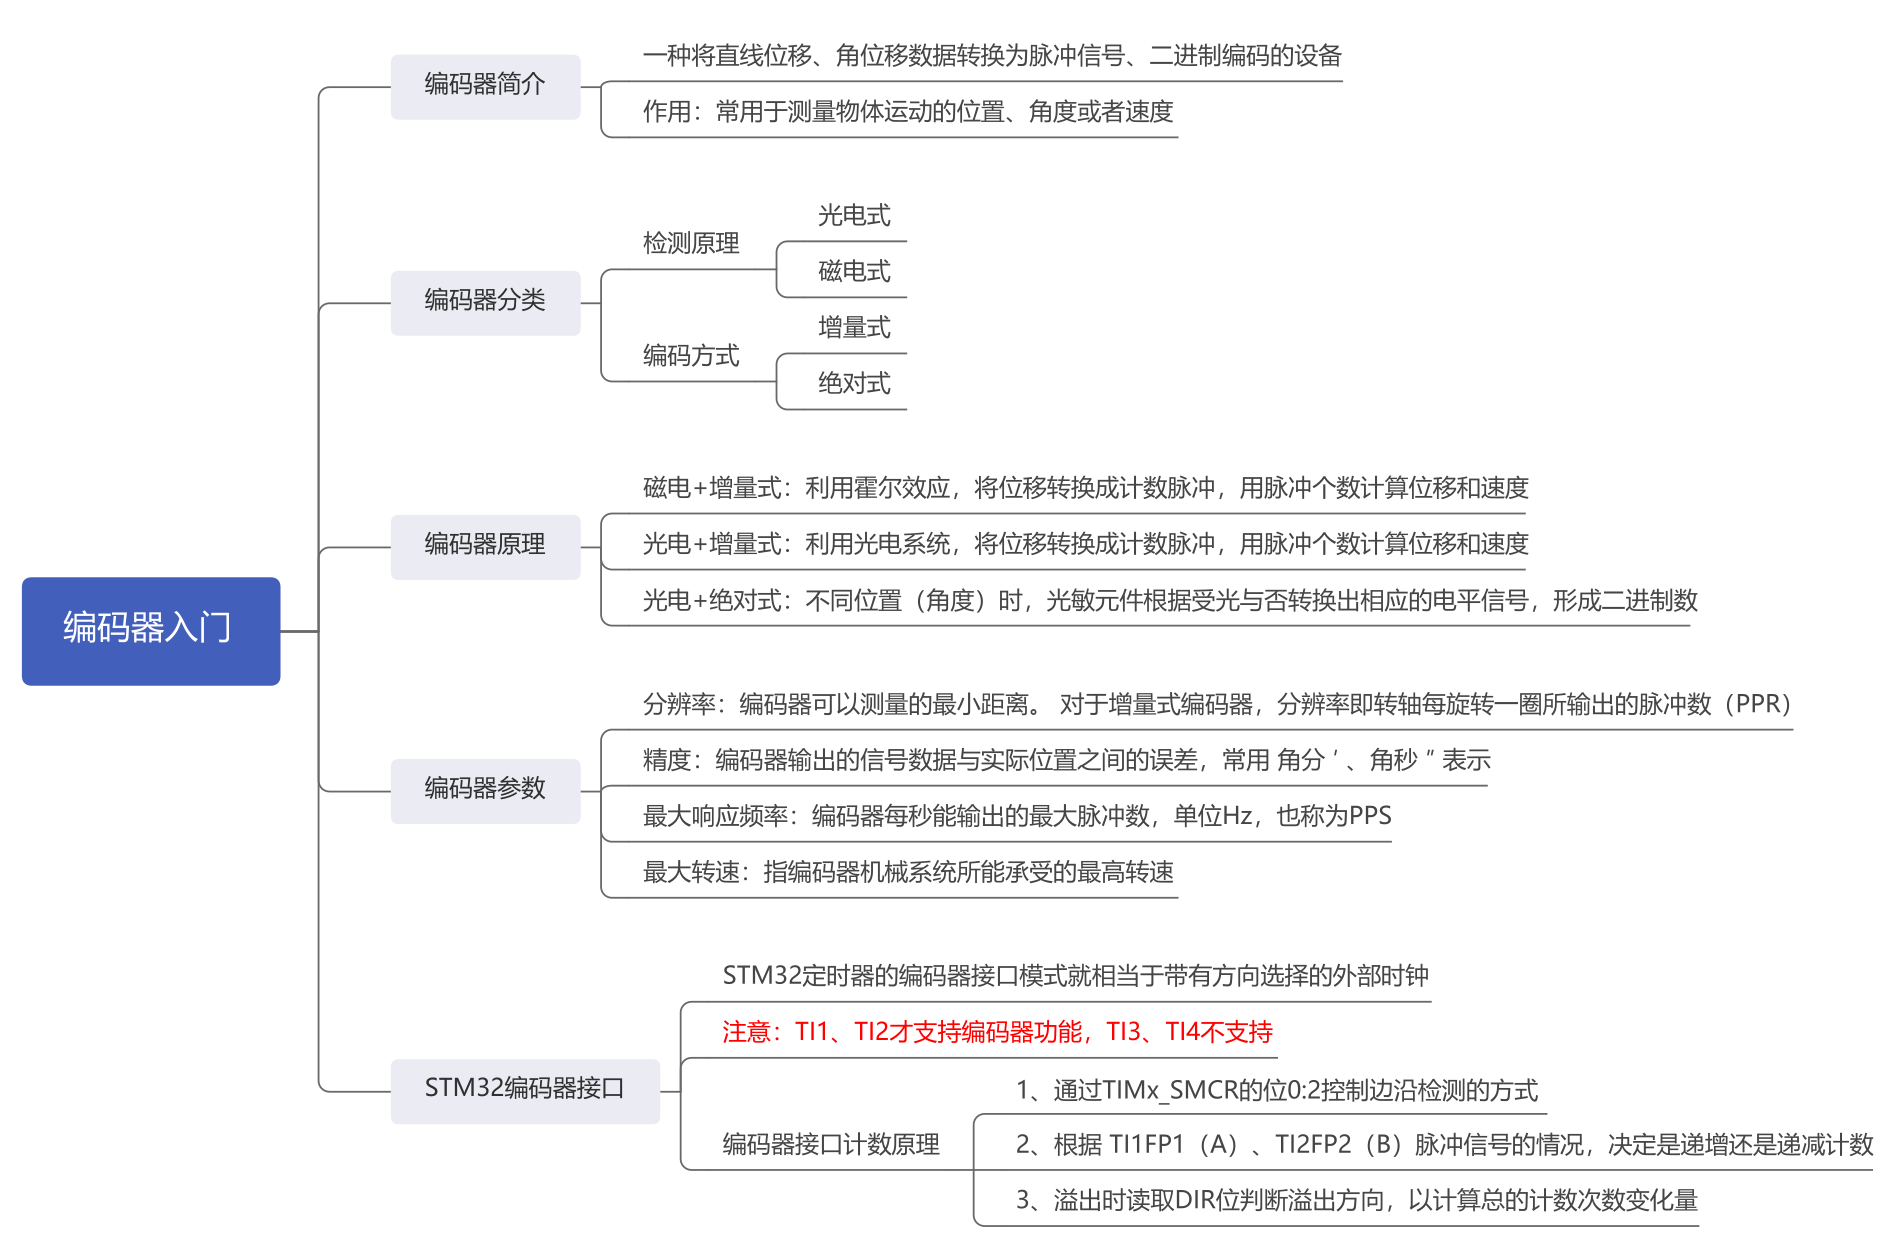 编码器入门
编码器简介
一种将直线位移、角位移数据转换为脉冲信号、二进制编码的设备
作用：常用于测量物体运动的位置、角度或者速度
编码器分类
检测原理
光电式
磁电式
编码方式
增量式
绝对式
编码器原理
磁电+增量式：利用霍尔效应，将位移转换成计数脉冲，用脉冲个数计算位移和速度
光电+增量式：利用光电系统，将位移转换成计数脉冲，用脉冲个数计算位移和速度
光电+绝对式：不同位置（角度）时，光敏元件根据受光与否转换出相应的电平信号，形成二进制数
编码器参数
分辨率：编码器可以测量的最小距离。 对于增量式编码器，分辨率即转轴每旋转一圈所输出的脉冲数（PPR）
精度：编码器输出的信号数据与实际位置之间的误差，常用 角分 ′ 、角秒 ″ 表示
最大响应频率：编码器每秒能输出的最大脉冲数，单位Hz，也称为PPS
最大转速：指编码器机械系统所能承受的最高转速
STM32编码器接口
STM32定时器的编码器接口模式就相当于带有方向选择的外部时钟
注意：TI1、TI2才支持编码器功能，TI3、TI4不支持
编码器接口计数原理
1、通过TIMx_SMCR的位0:2控制边沿检测的方式
2、根据 TI1FP1（A）、TI2FP2（B）脉冲信号的情况，决定是递增还是递减计数
3、溢出时读取DIR位判断溢出方向，以计算总的计数次数变化量